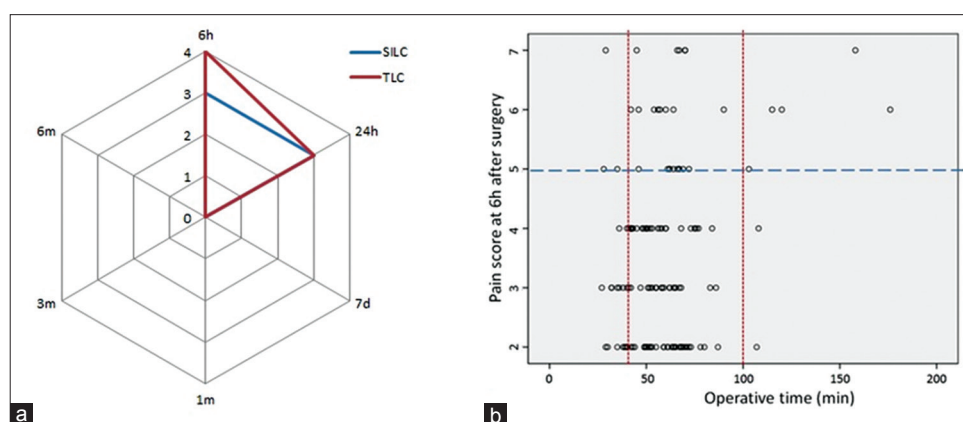 6h
4
SILC
TLC
3
6m
24h
2
1
0
3m
7d
1m
a
Pain score at 6h after surgery
7
6
5
4
3
2
0
50
100
150
200
Operative time (min)
b